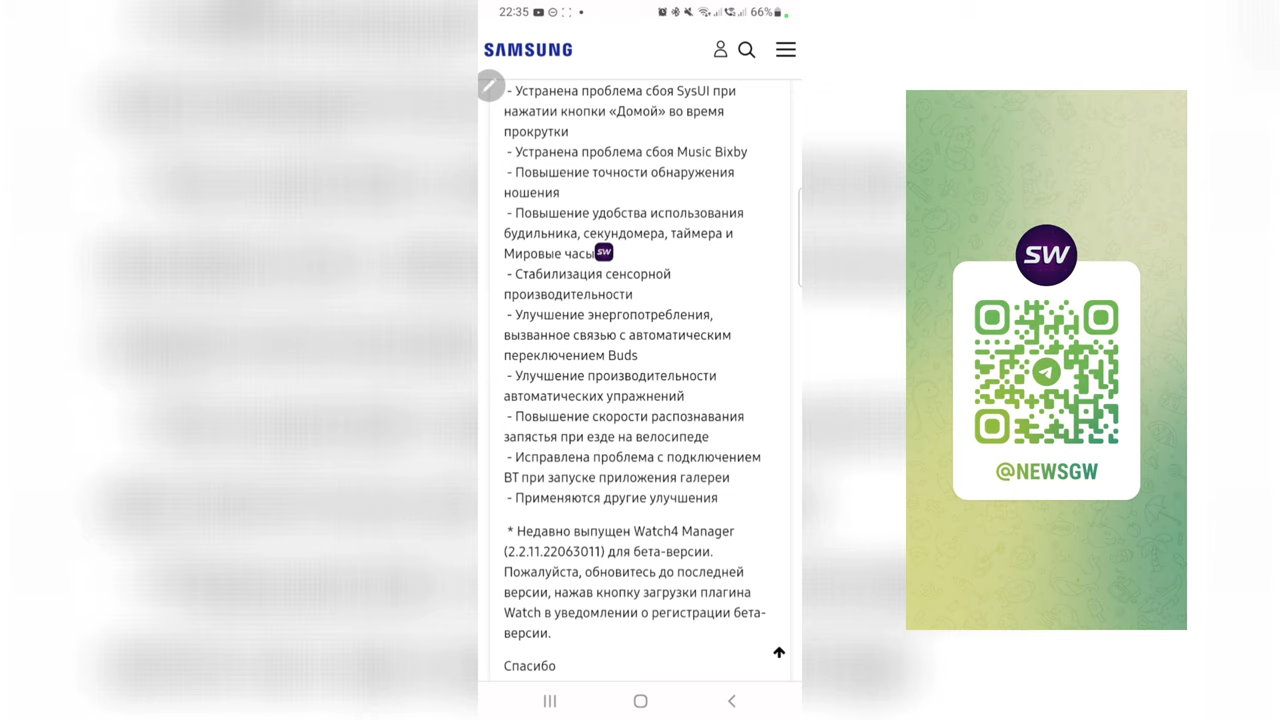 22:35
66%
SAMSUNG
- Устранена проблема сбоя SysUI при
нажатии кнопки «Домой» во время
прокрутки
- Устранена проблема сбоя Music Bixby
- Повышение точности обнаружения
ношения
- Повышение удобства использования
будильника, секундомера, таймера и
Мировые часы
SW
- Стабилизация сенсорной
производительности
- Улучшение энергопотребления,
вызванное связью с автоматическим
переключением Buds
- Улучшение производительности
автоматических упражнений
- Повышение скорости распознавания
запястья при езде на велосипеде
- Исправлена проблема с подключением
BT при запуске приложения галереи
- Применяются другие улучшения
* Недавно выпущен Watch4 Manager
(2.2.11.22063011) для бета-версии.
Пожалуйста, обновитесь до последней
версии, нажав кнопку загрузки плагина
Watch в уведомлении о регистрации бета-
версии.
Спасибо
SW
@NEWSGW